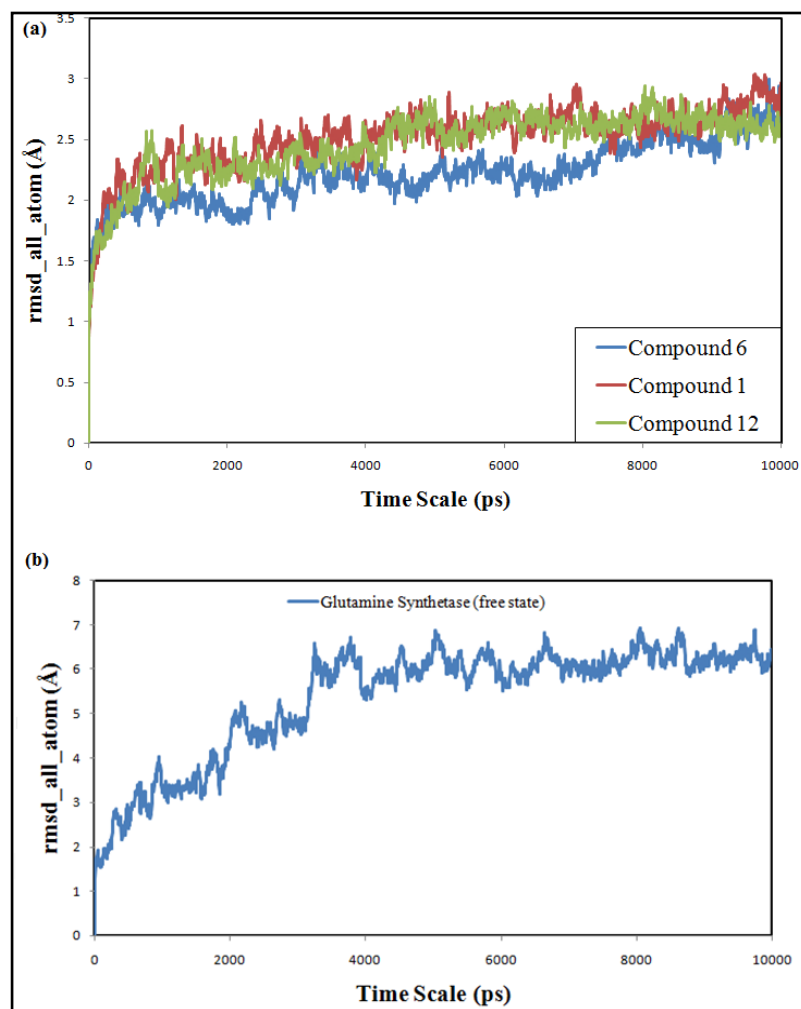 (a)
3.5
3
2.5
2
1.5
1
0.5
0
rmsd_all_atom (Å)
Compound 6
Compound 1
Compound 12
0 2000 4000 6000 8000 10000
Time Scale (ps)
(b)
8
7
6
5
4
3
2
1
0
rmsd_all_atom (Å)
Glutamine Synthetase (free state)
0 2000 4000 6000 8000 10000
Time Scale (ps)